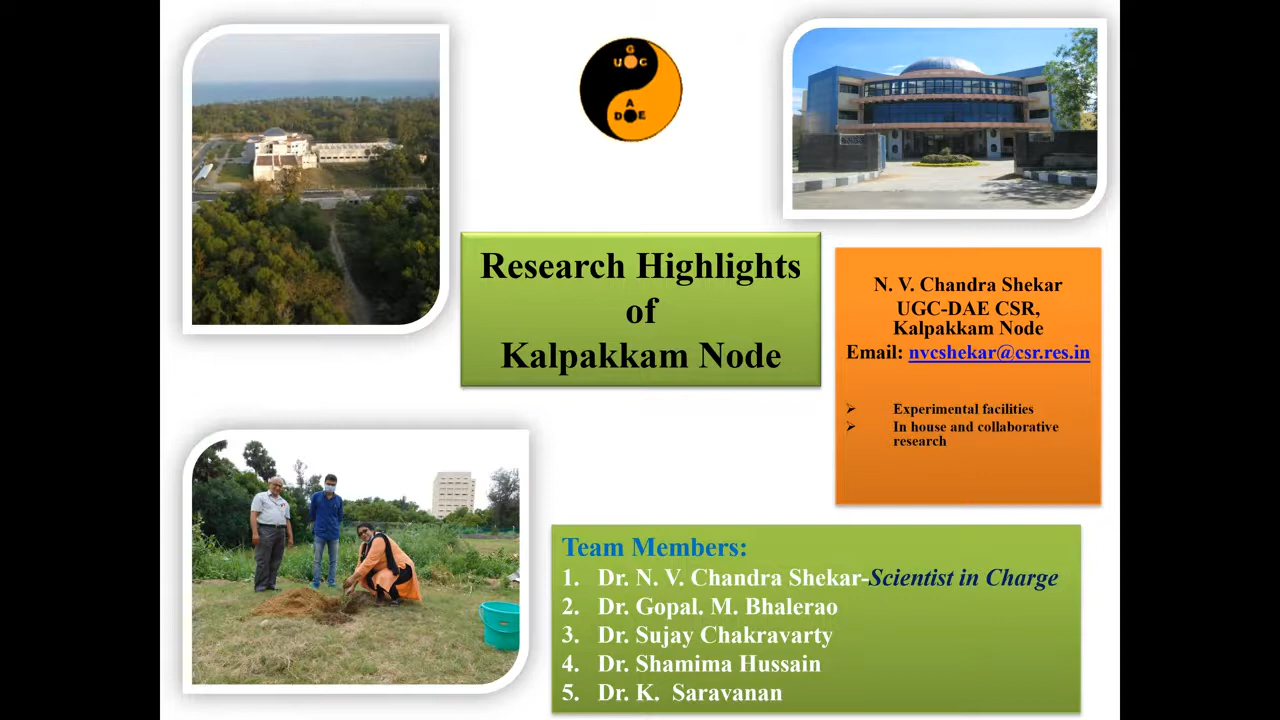 G
U G C
A
D A E
Research Highlights
of
Kalpakkam Node
N. V. Chandra Shekar
UGC-DAE CSR,
Kalpakkam Node
Email: nvcshekar@csr.res.in
➢ Experimental facilities
➢ In house and collaborative
research
Team Members:
1. Dr. N. V. Chandra Shekar-Scientist in Charge
2. Dr. Gopal. M. Bhalerao
3. Dr. Sujay Chakravarty
4. Dr. Shamima Hussain
5. Dr. K. Saravanan